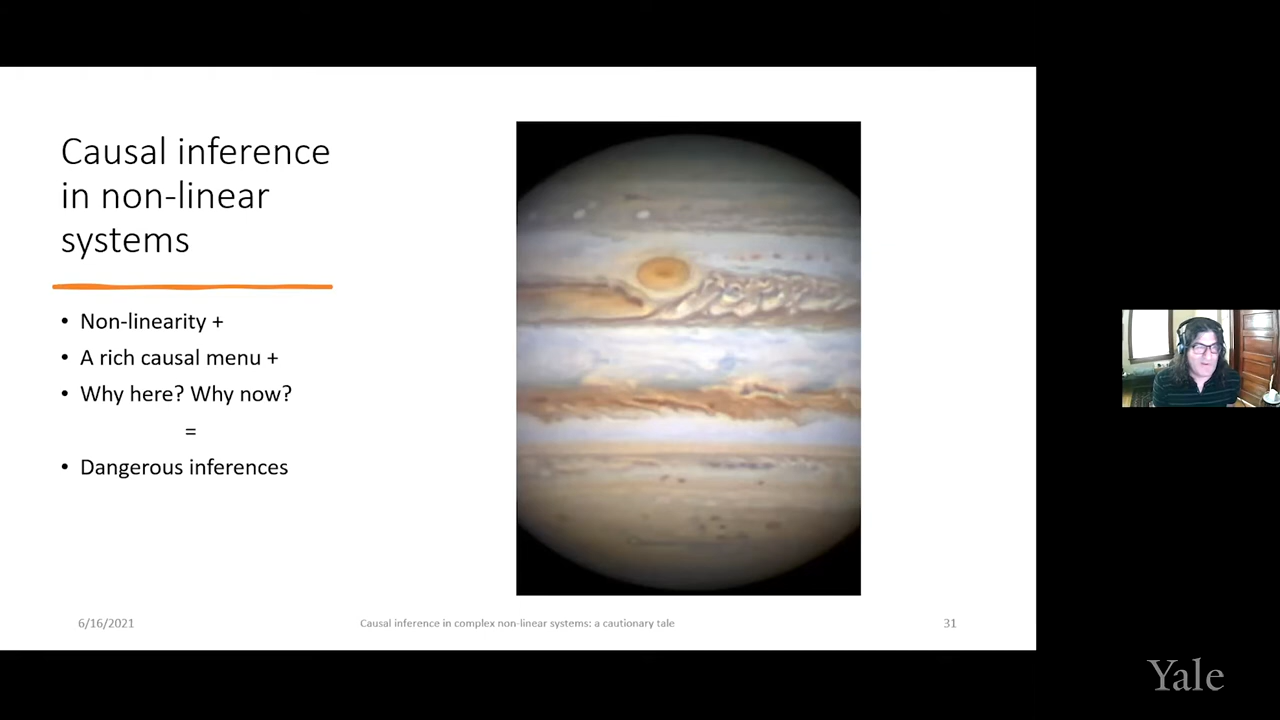 Causal inference
in non-linear
systems
• Non-linearity +
• A rich causal menu +
• Why here? Why now?
=
• Dangerous inferences
6/16/2021
Causal inference in complex non-linear systems: a cautionary tale
31
Yale